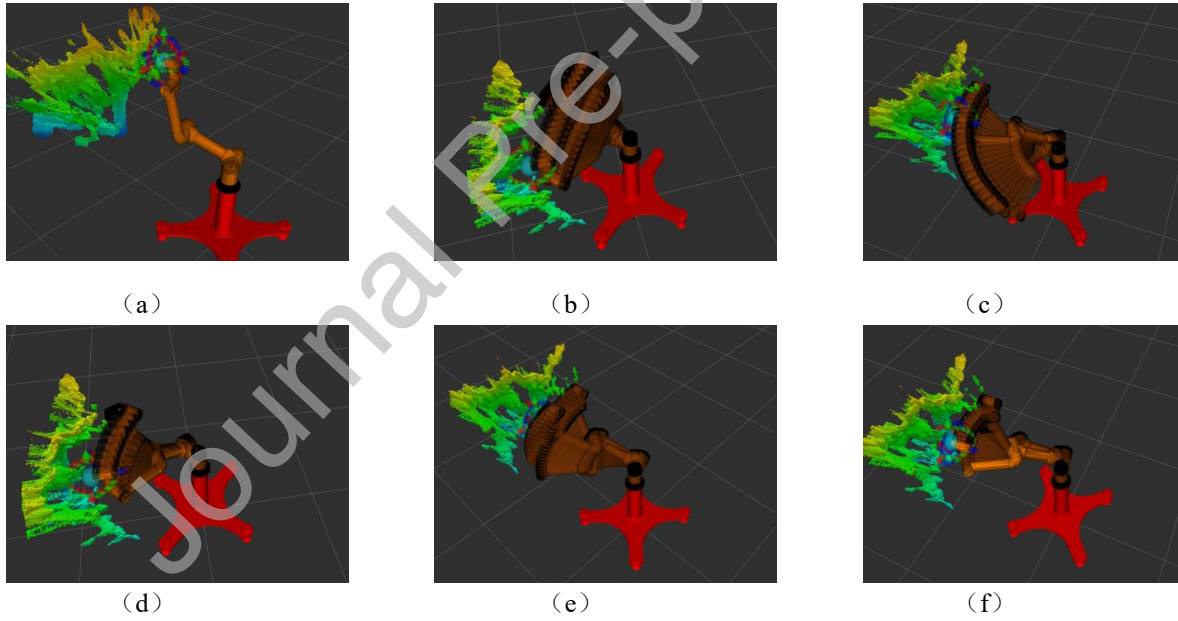 （a）
（b）
（c）
（d）
（e）
（f）
Journal Pre-p